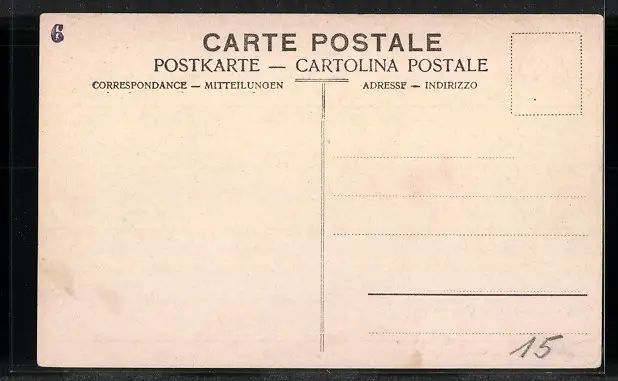 6
CARTE POSTALE
POSTKARTE — CARTOLINA POSTALE
CORRESPONDANCE — MITTEILUNGEN
ADRESSE — INDIRIZZO
15